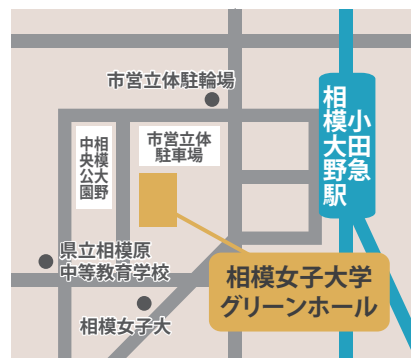 市営立体駐輪場
小田急
相模大野駅
相模大野
中央公園
市営立体
駐車場
県立相模原
中等教育学校
相模女子大学
グリーンホール
相模女子大